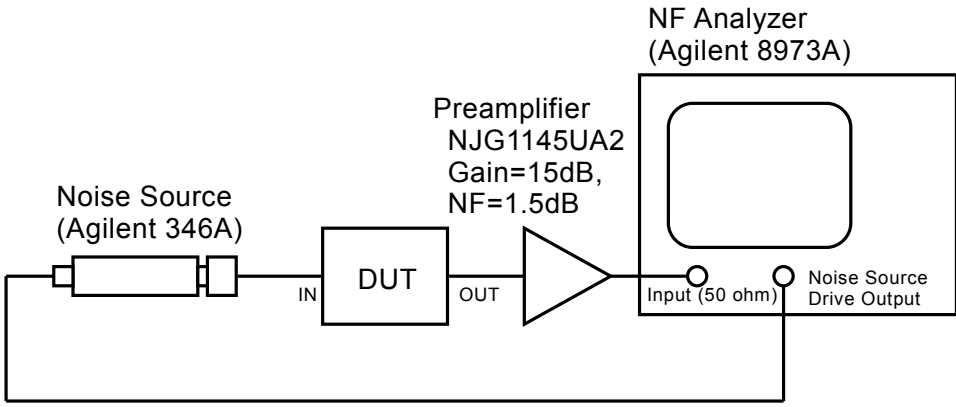 NF Analyzer
(Agilent 8973A)
Preamplifier
NJG1145UA2
Gain=15dB,
NF=1.5dB
Noise Source
(Agilent 346A)
IN
DUT
OUT
Input (50 ohm)
Noise Source
Drive Output